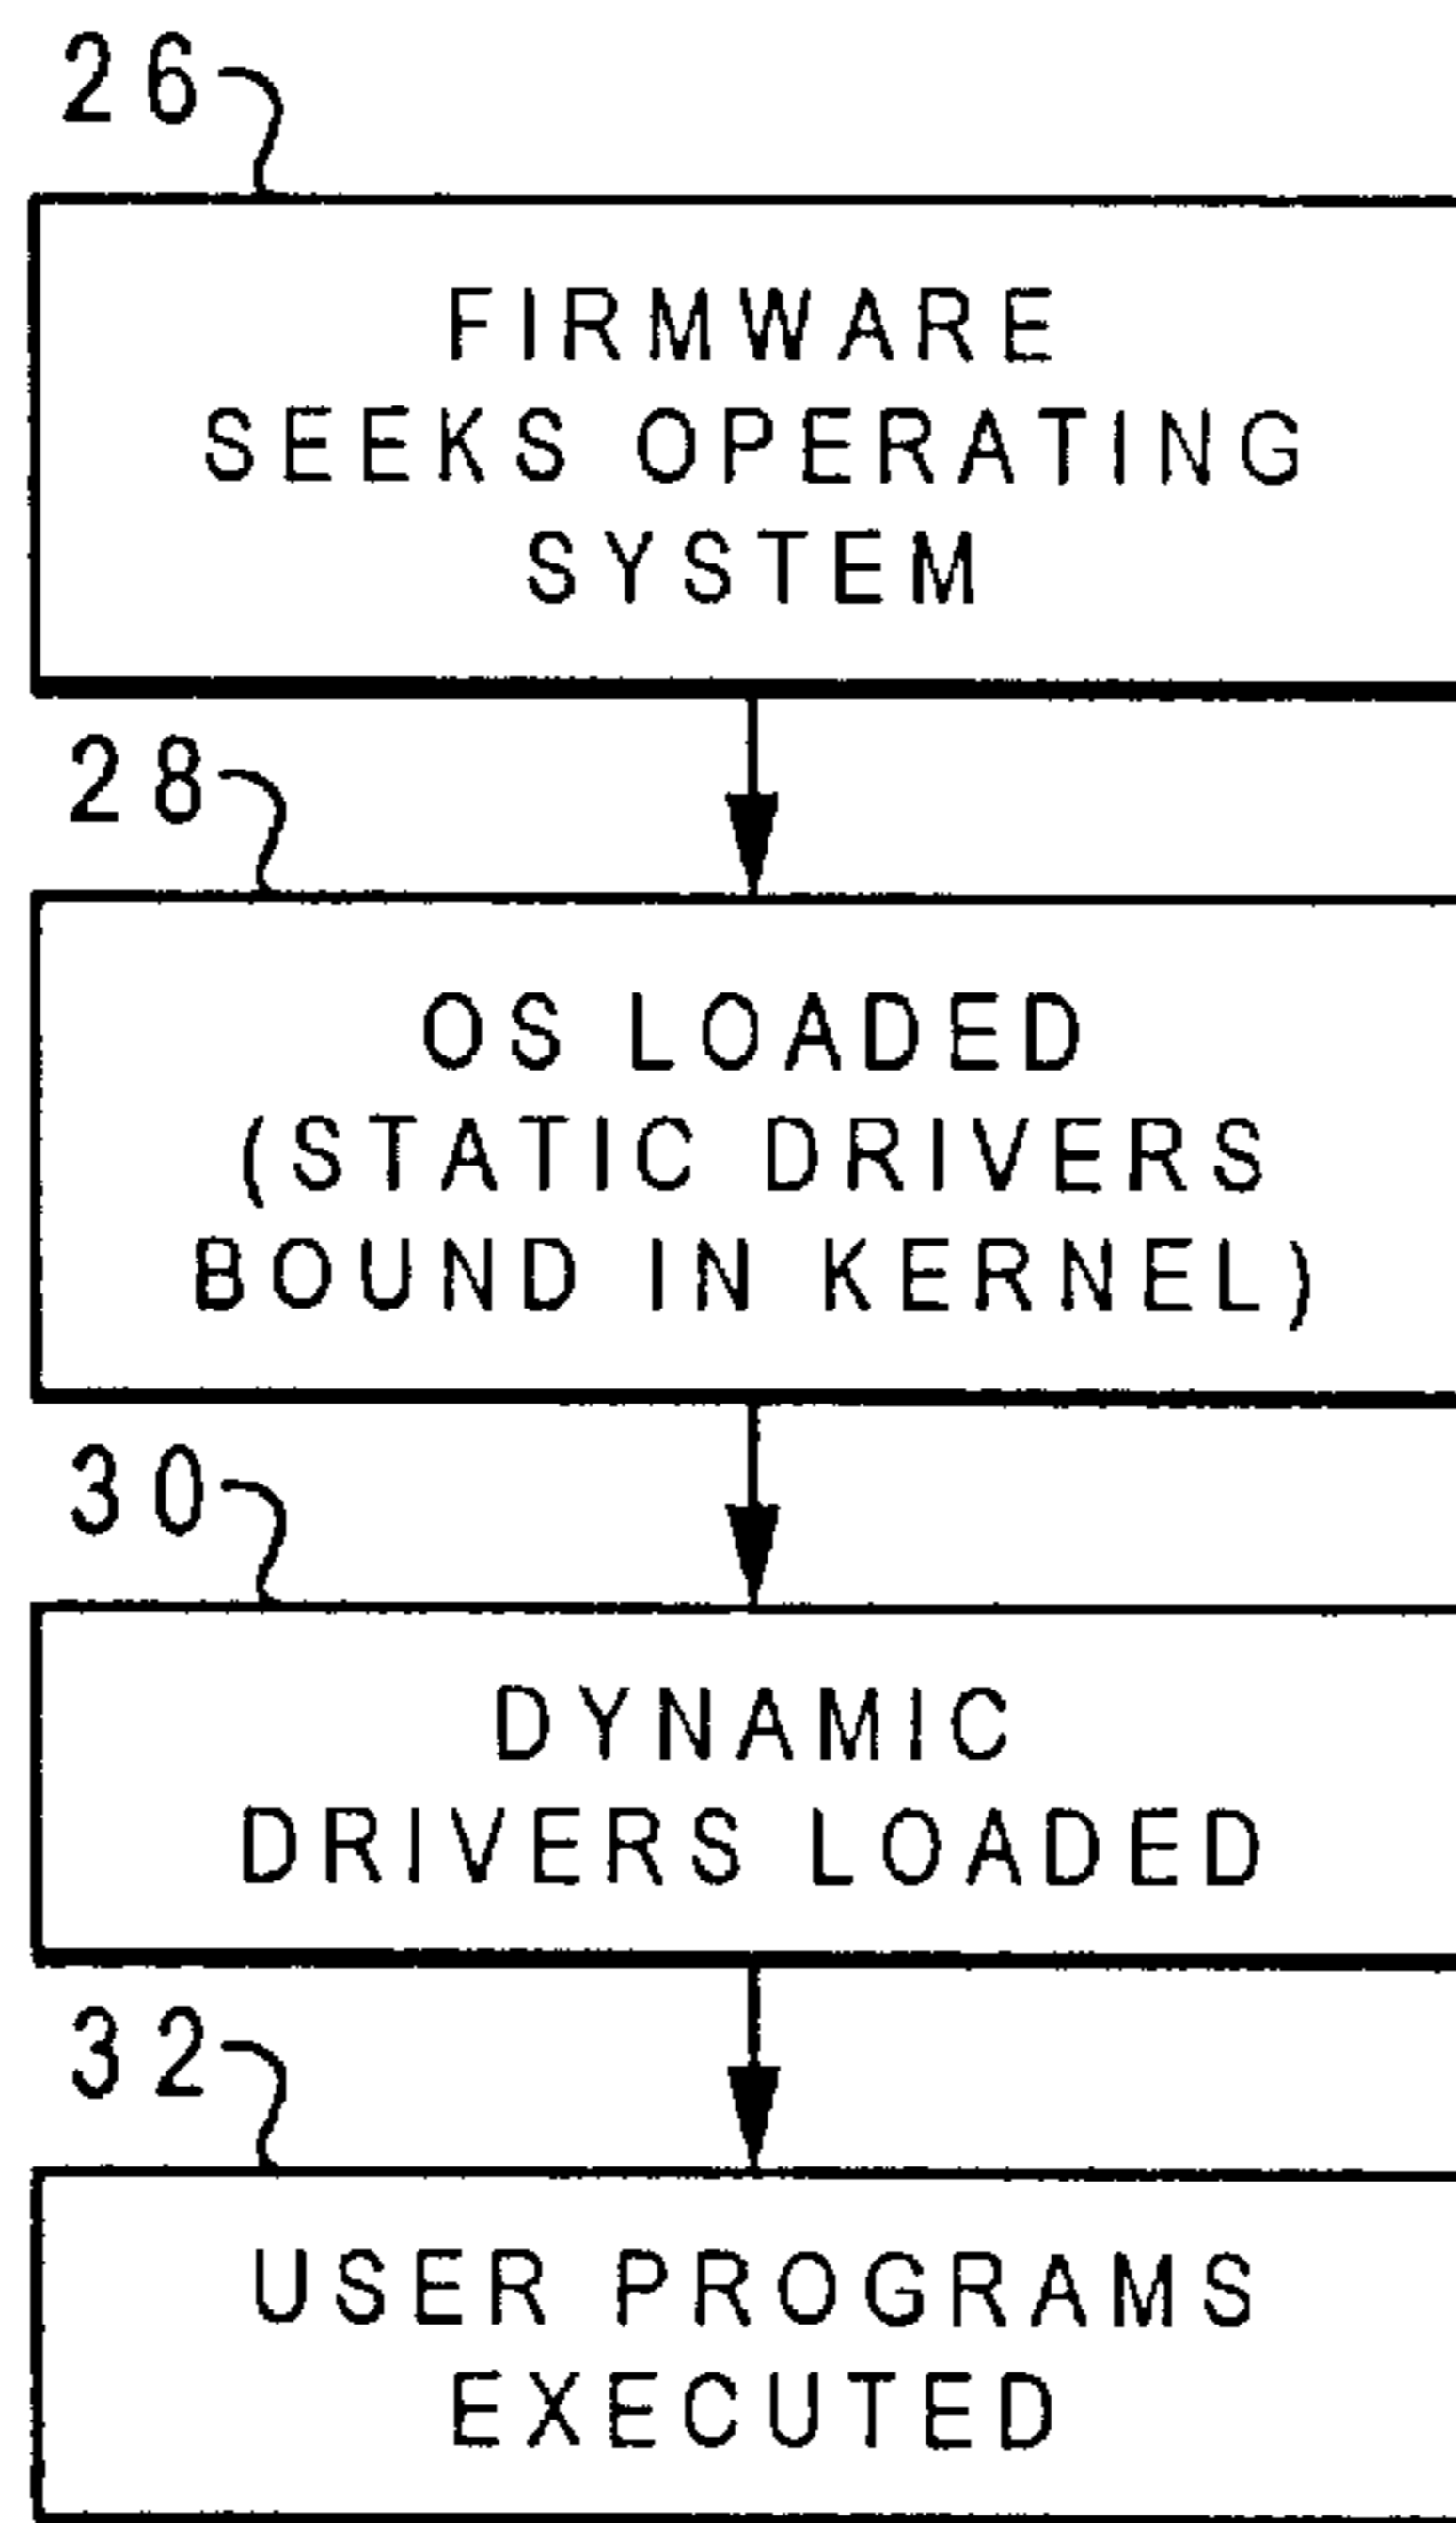 26
FIRMWARE
SEEKS OPERATING
SYSTEM
28
OS LOADED
(STATIC DRIVERS
BOUND IN KERNEL)
30
DYNAMIC
DRIVERS LOADED
32
USER PROGRAMS
EXECUTED